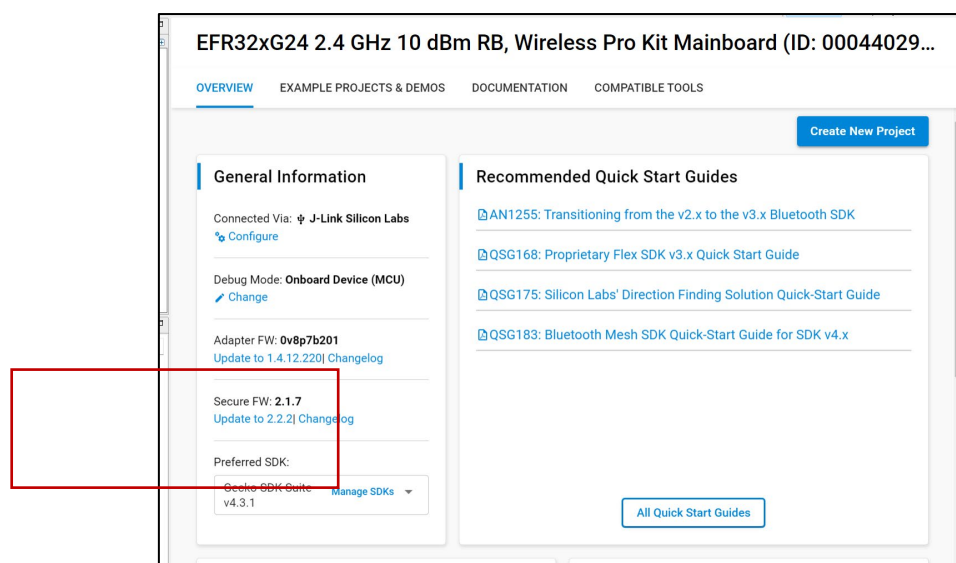 EFR32xG24 2.4 GHz 10 dBm RB, Wireless Pro Kit Mainboard (ID: 00044029...
OVERVIEW EXAMPLE PROJECTS & DEMOS DOCUMENTATION COMPATIBLE TOOLS
Create New Project
General Information
Connected Via: J-Link Silicon Labs
Configure
Debug Mode: Onboard Device (MCU)
Change
Adapter FW: 0v8p7b201
Update to 1.4.12.220| Changelog
Secure FW: 2.1.7
Update to 2.2.2| Changelog
Preferred SDK:
Gecko SDK Suite
v4.3.1
Manage SDKs
Recommended Quick Start Guides
AN1255: Transitioning from the v2.x to the v3.x Bluetooth SDK
QSG168: Proprietary Flex SDK v3.x Quick Start Guide
QSG175: Silicon Labs' Direction Finding Solution Quick-Start Guide
QSG183: Bluetooth Mesh SDK Quick-Start Guide for SDK v4.x
All Quick Start Guides